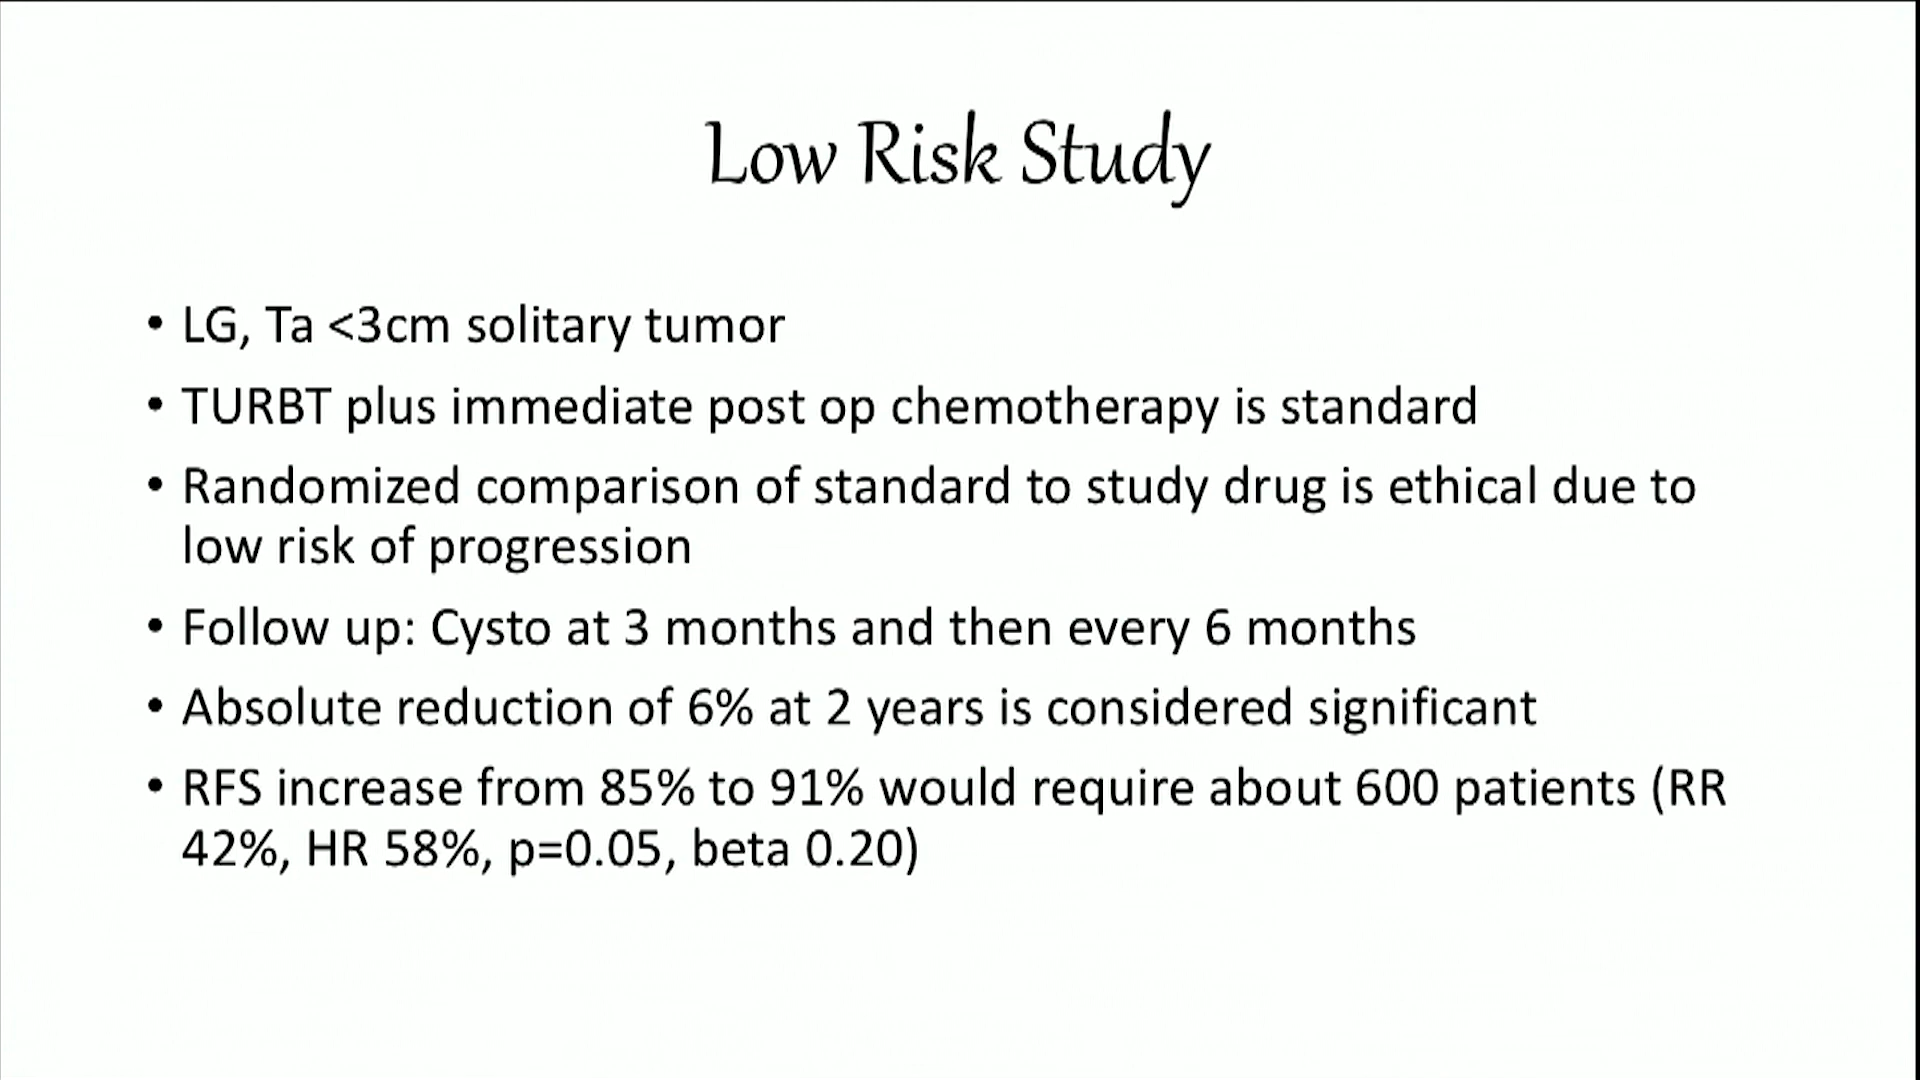 Low Risk Study
• LG, Ta <3cm solitary tumor
• TURBT plus immediate post op chemotherapy is standard
• Randomized comparison of standard to study drug is ethical due to
low risk of progression
• Follow up: Cysto at 3 months and then every 6 months
• Absolute reduction of 6% at 2 years is considered significant
• RFS increase from 85% to 91% would require about 600 patients (RR
42%, HR 58%, p=0.05, beta 0.20)